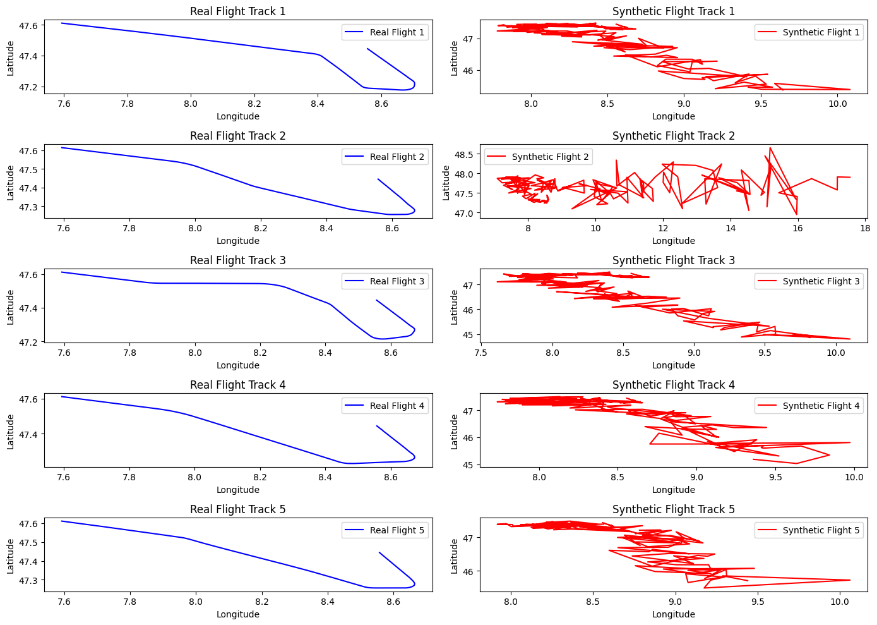 Real Flight Track 1
47.6
47.4
47.2
Latitude
Real Flight 1
7.6 7.8 8.0 8.2 8.4 8.6
Longitude
Synthetic Flight Track 1
47
46
Latitude
Synthetic Flight 1
8.0 8.5 9.0 9.5 10.0
Longitude
Real Flight Track 2
47.6
47.5
47.4
47.3
Latitude
Real Flight 2
7.6 7.8 8.0 8.2 8.4 8.6
Longitude
Synthetic Flight Track 2
48.5
48.0
47.5
47.0
Latitude
Synthetic Flight 2
8 10 12 14 16 18
Longitude
Real Flight Track 3
47.6
47.4
47.2
Latitude
Real Flight 3
7.6 7.8 8.0 8.2 8.4 8.6
Longitude
Synthetic Flight Track 3
47
46
45
Latitude
Synthetic Flight 3
7.5 8.0 8.5 9.0 9.5 10.0
Longitude
Real Flight Track 4
47.6
47.4
Latitude
Real Flight 4
7.6 7.8 8.0 8.2 8.4 8.6
Longitude
Synthetic Flight Track 4
47
46
45
Latitude
Synthetic Flight 4
8.0 8.5 9.0 9.5 10.0
Longitude
Real Flight Track 5
47.6
47.5
47.4
47.3
Latitude
Real Flight 5
7.6 7.8 8.0 8.2 8.4 8.6
Longitude
Synthetic Flight Track 5
47
46
Latitude
Synthetic Flight 5
8.0 8.5 9.0 9.5 10.0
Longitude